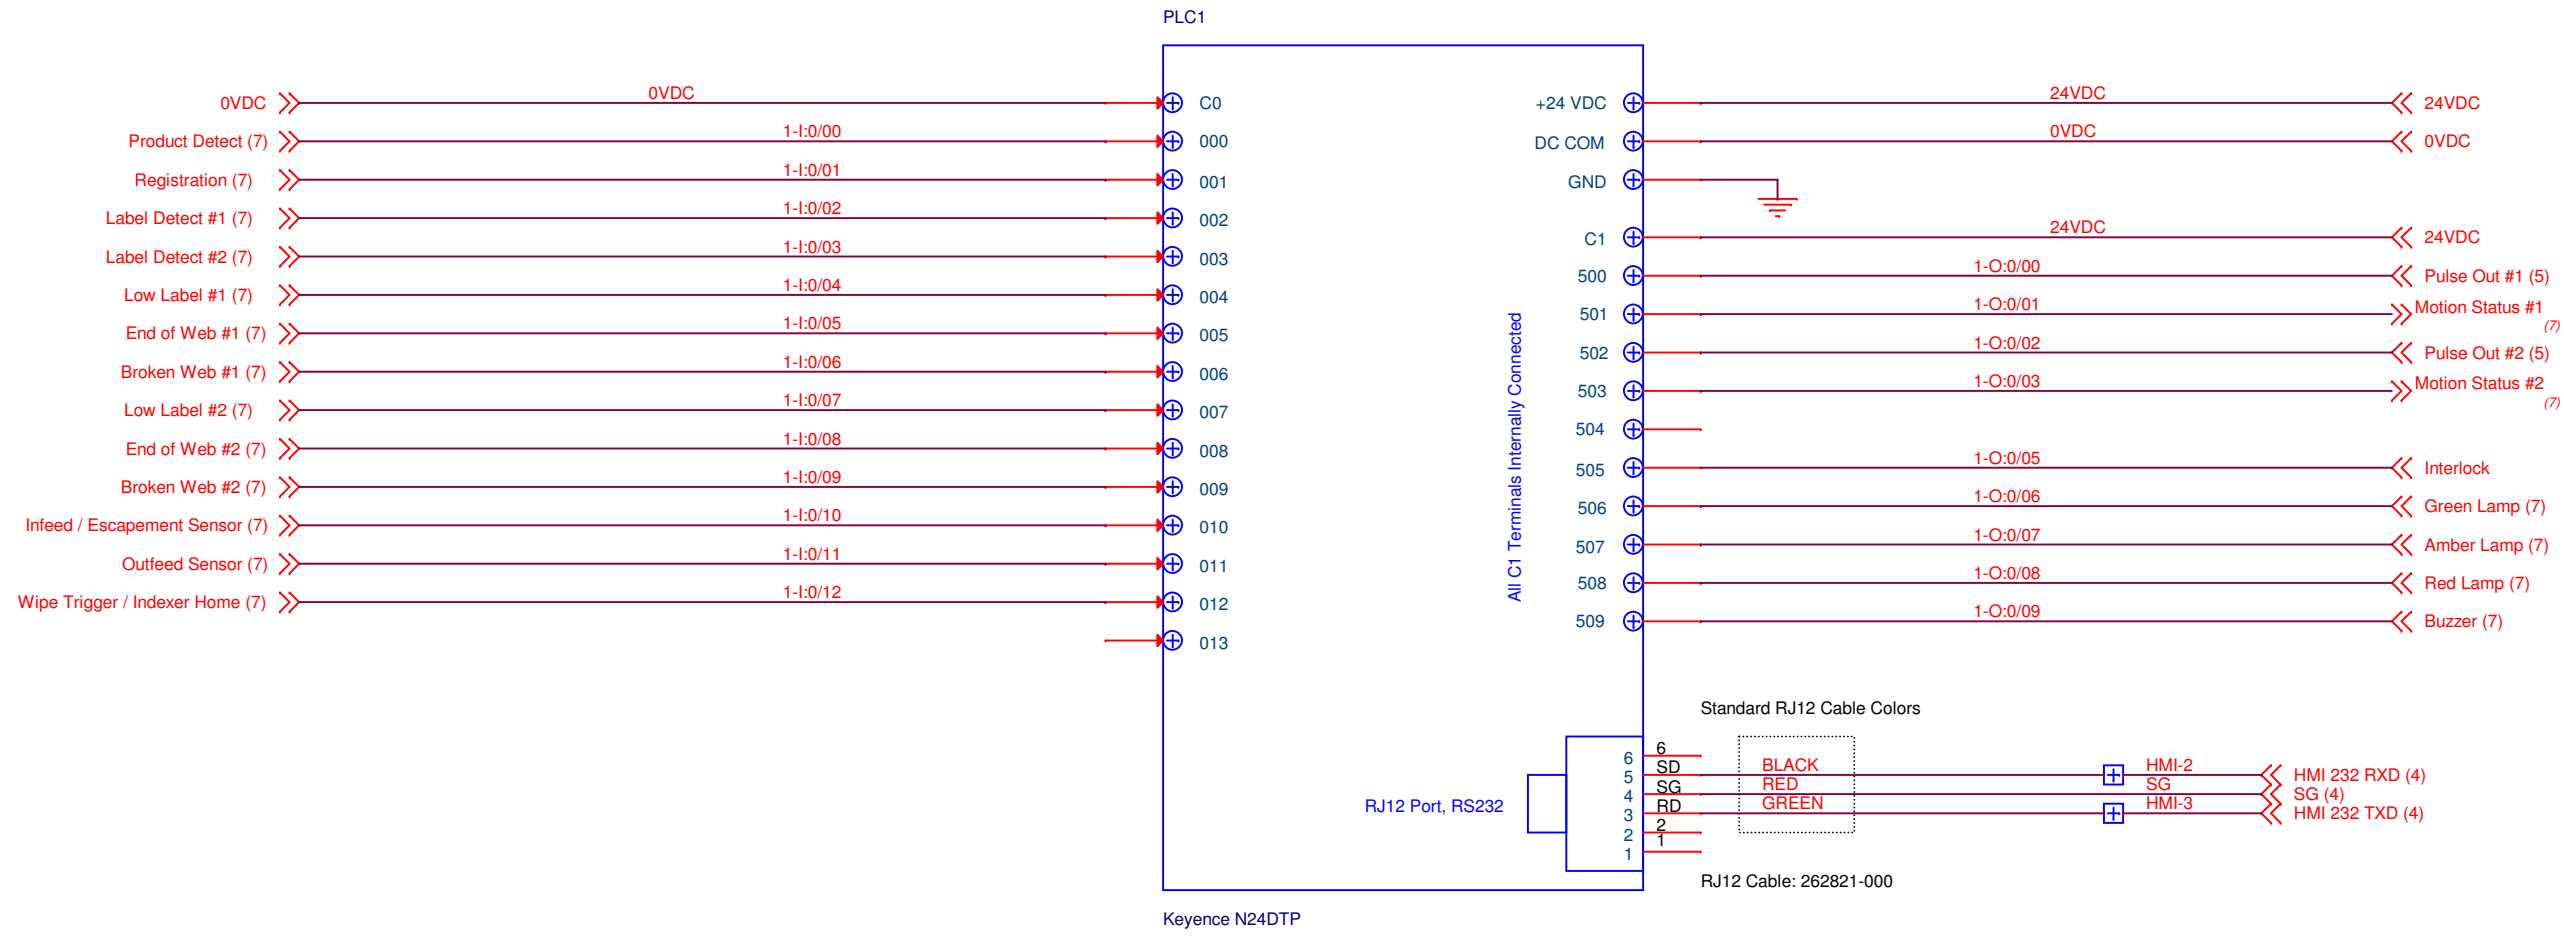 PLC1
0VDC 0VDC C0 +24 VDC 24VDC 24VDC
Product Detect (7) 1-I:0/00 000 DC COM 0VDC 0VDC
Registration (7) 1-I:0/01 001 GND
Label Detect #1 (7) 1-I:0/02 002
C1 24VDC 24VDC
Label Detect #2 (7) 1-I:0/03 003
500 1-O:0/00 Pulse Out #1 (5)
Low Label #1 (7) 1-I:0/04 004
501 1-O:0/01 Motion Status #1
(7)
End of Web #1 (7) 1-I:0/05 005
502 1-O:0/02 Pulse Out #2 (5)
Broken Web #1 (7) 1-I:0/06 006
503 1-O:0/03 Motion Status #2
(7)
Low Label #2 (7) 1-I:0/07 007
504
End of Web #2 (7) 1-I:0/08 008
505 1-O:0/05 Interlock
Broken Web #2 (7) 1-I:0/09 009
506 1-O:0/06 Green Lamp (7)
Infeed / Escapement Sensor (7) 1-I:0/10 010
507 1-O:0/07 Amber Lamp (7)
Outfeed Sensor (7) 1-I:0/11 011
508 1-O:0/08 Red Lamp (7)
Wipe Trigger / Indexer Home (7) 1-I:0/12 012
509 1-O:0/09 Buzzer (7)
013
All C1 Terminals Internally Connected
Standard RJ12 Cable Colors
6 6
5 SD BLACK HMI-2 HMI 232 RXD (4)
4 SG RED SG SG (4)
RJ12 Port, RS232
3 RD GREEN HMI-3 HMI 232 TXD (4)
2 2
1 1
RJ12 Cable: 262821-000
Keyence N24DTP